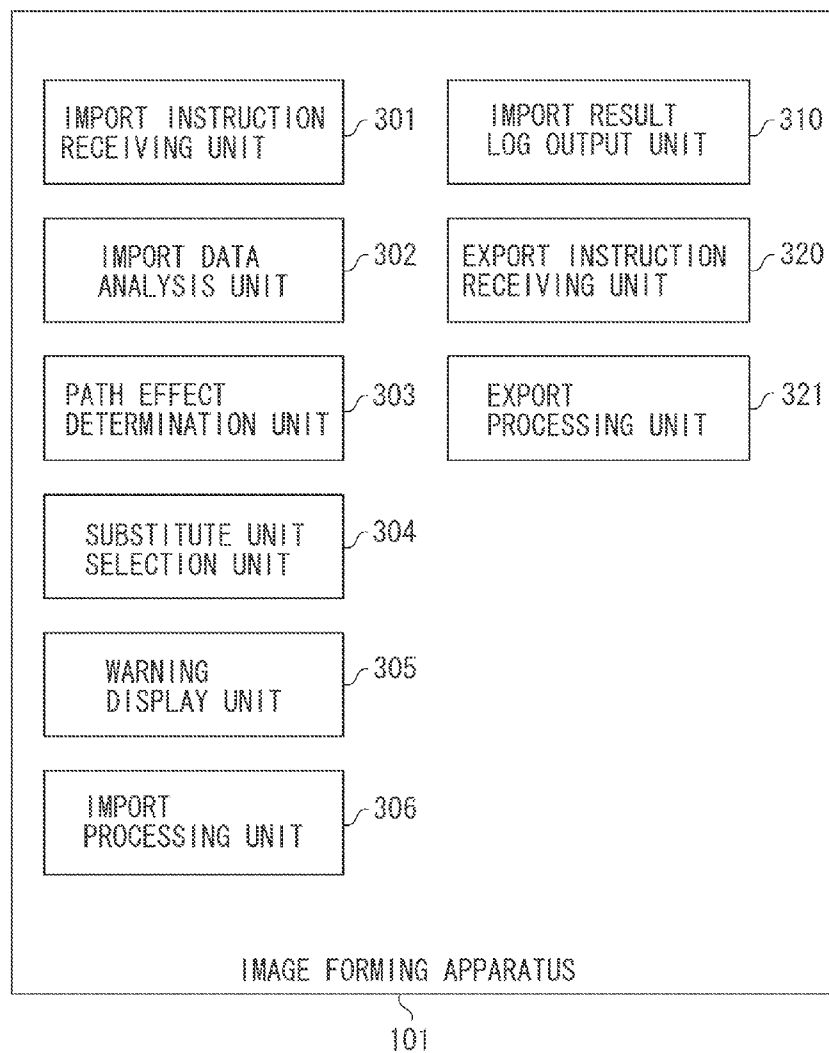 IMPORT INSTRUCTION
RECEIVING UNIT
301
IMPORT DATA
ANALYSIS UNIT
302
PATH EFFECT
DETERMINATION UNIT
303
SUBSTITUTE UNIT
SELECTION UNIT
304
WARNING
DISPLAY UNIT
305
IMPORT
PROCESSING UNIT
306
IMPORT RESULT
LOG OUTPUT UNIT
310
EXPORT INSTRUCTION
RECEIVING UNIT
320
EXPORT
PROCESSING UNIT
321
IMAGE FORMING APPARATUS
101